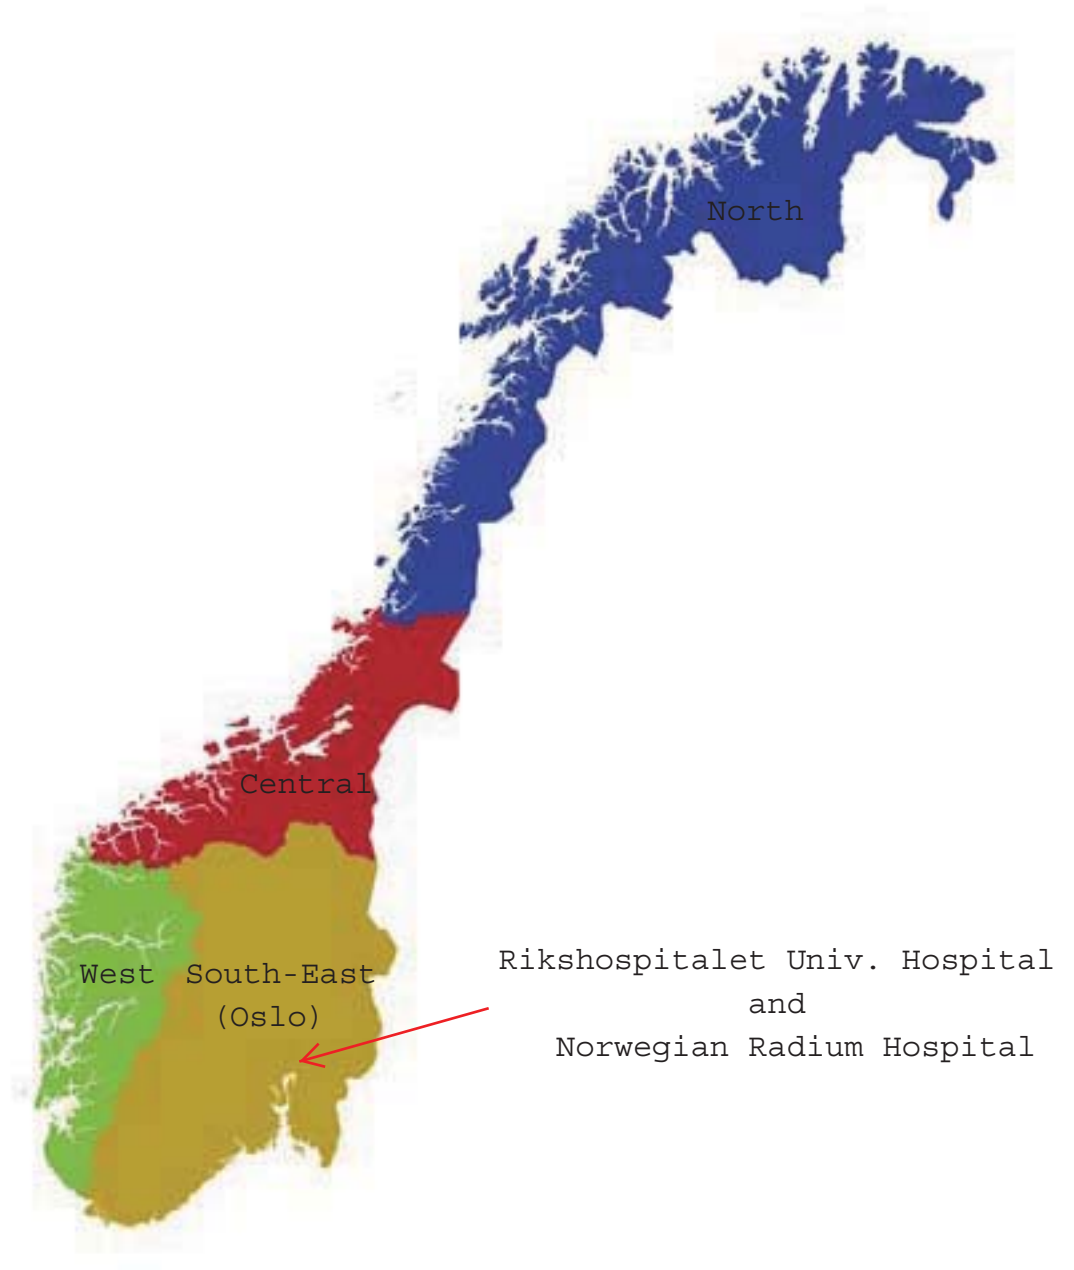 North
Central
West South-East
(Oslo)
Rikshospitalet Univ. Hospital
and
Norwegian Radium Hospital